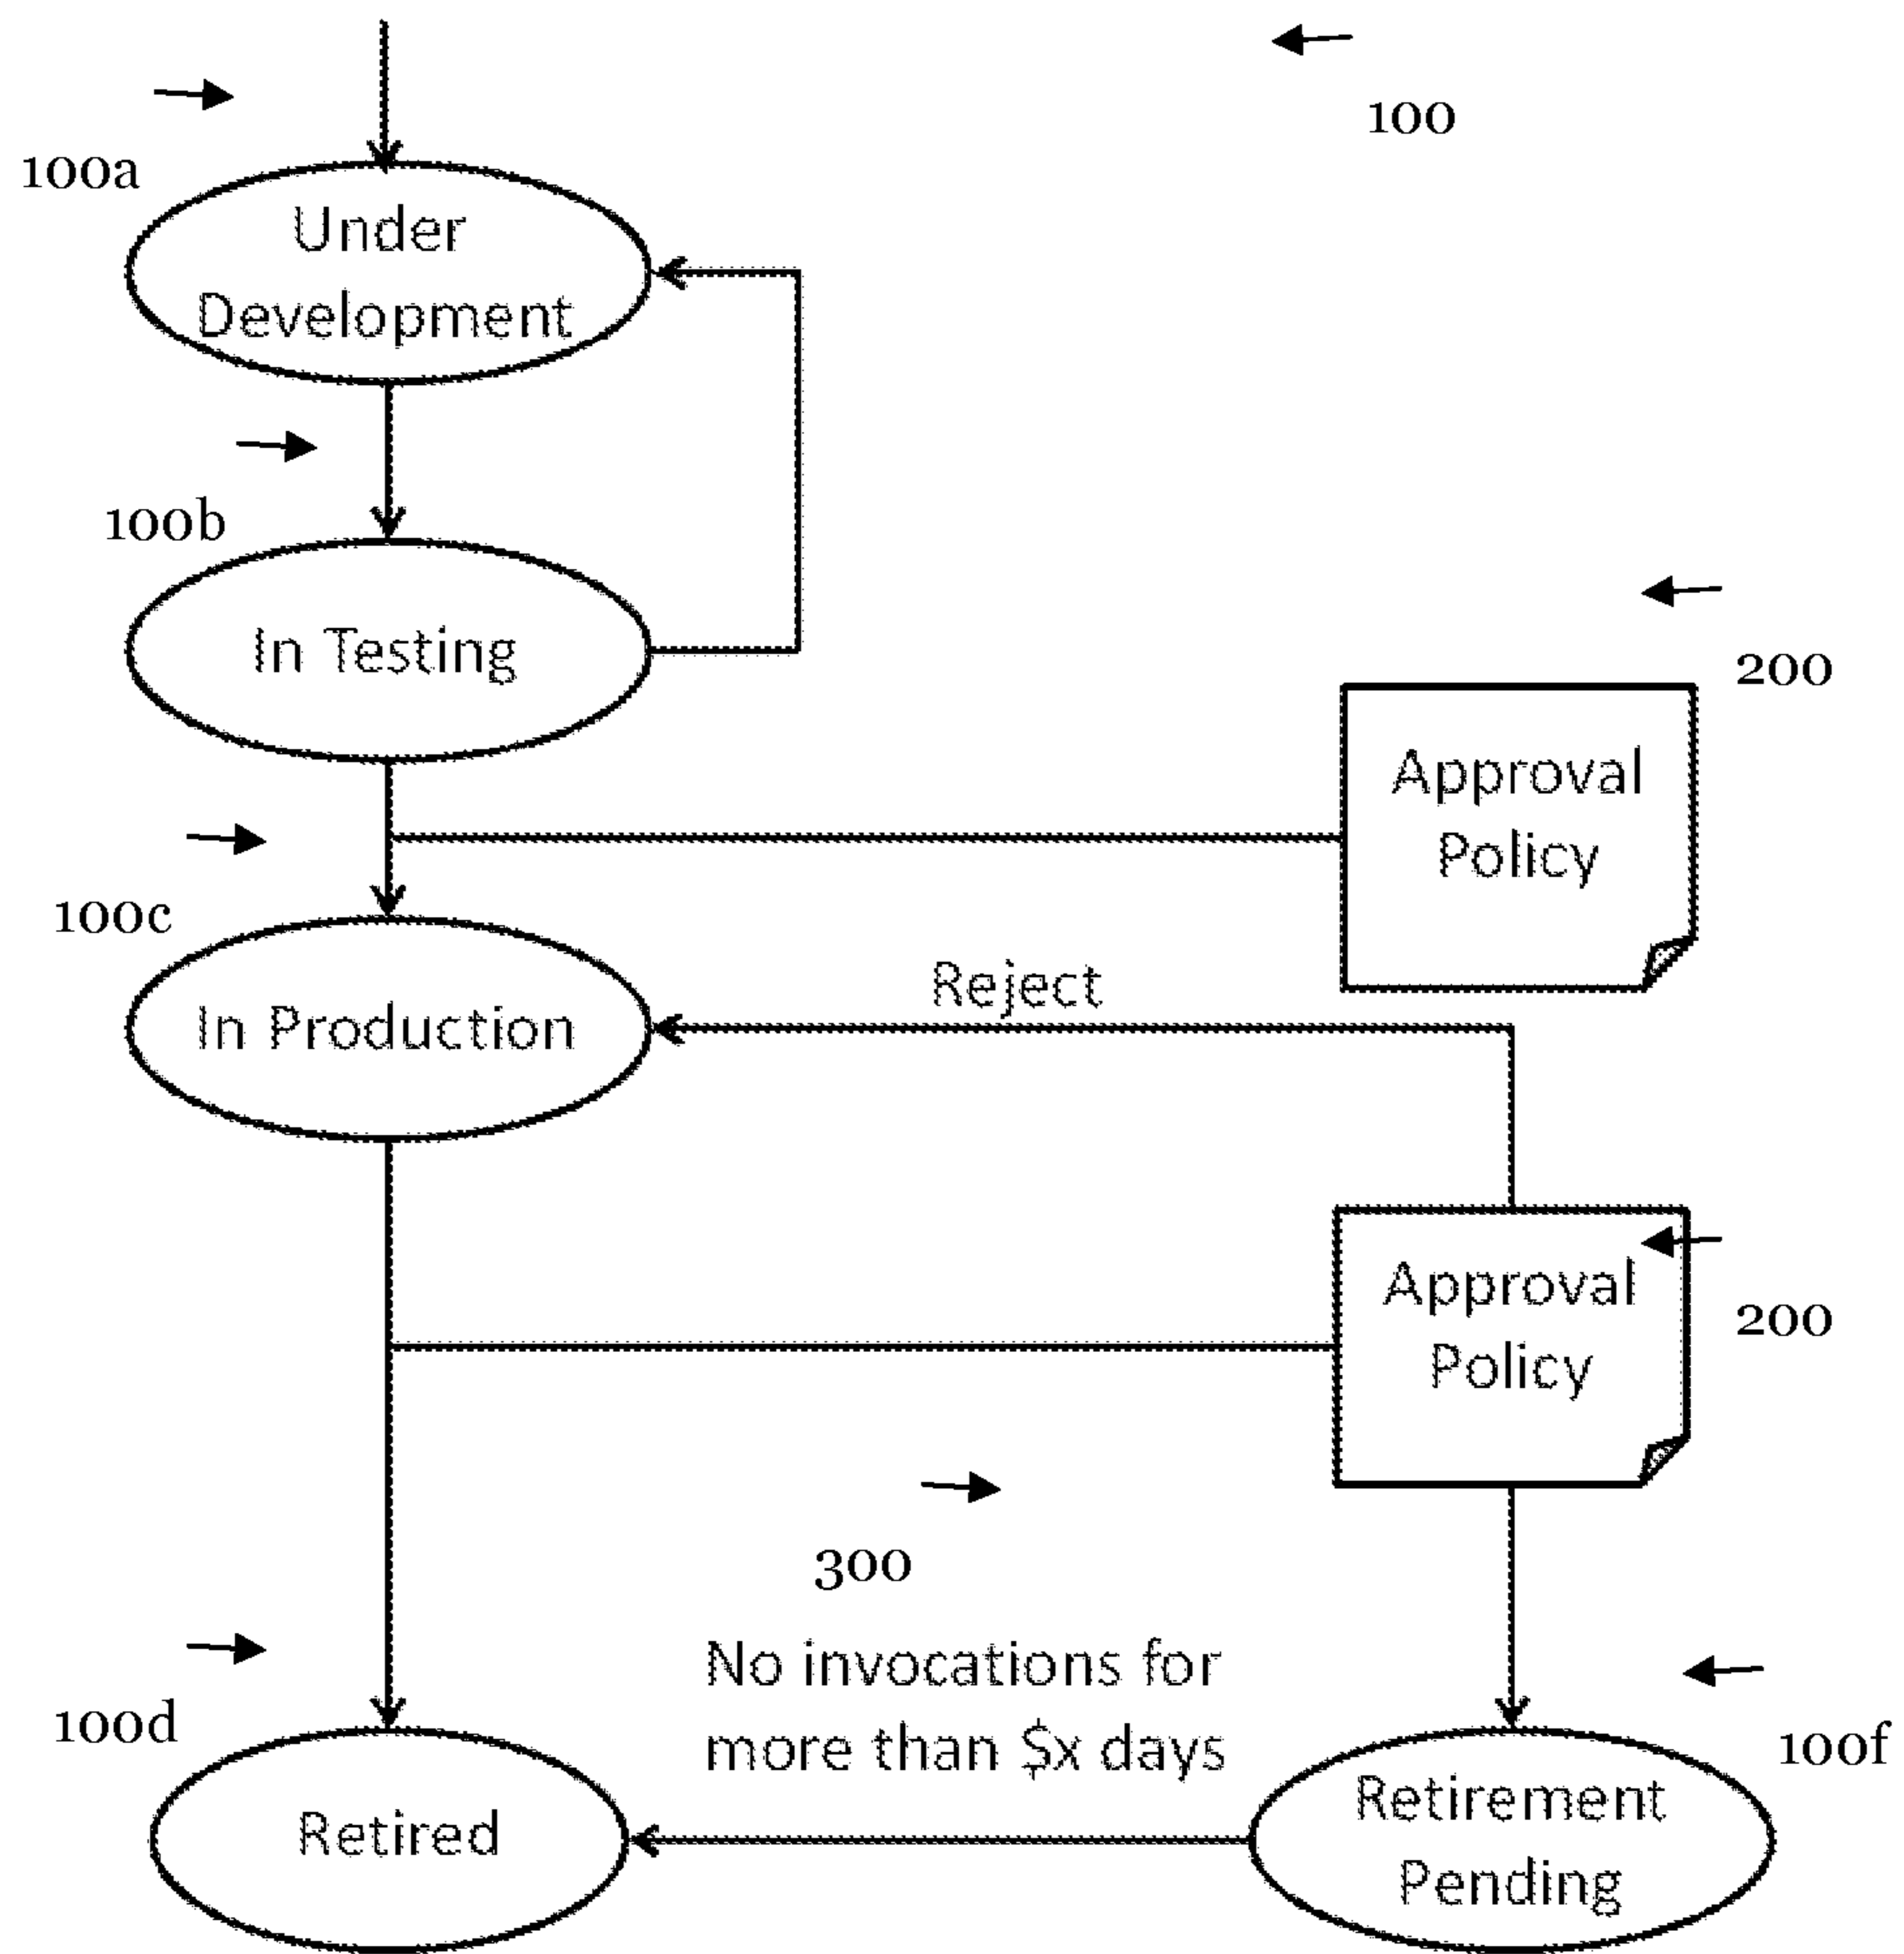 100
100a
Under
Development
100b
In Testing
200
Approval
Policy
100c
Reject
In Production
200
Approval
Policy
300
No invocations for
more than $x days
100d
100f
Retired
Retirement
Pending